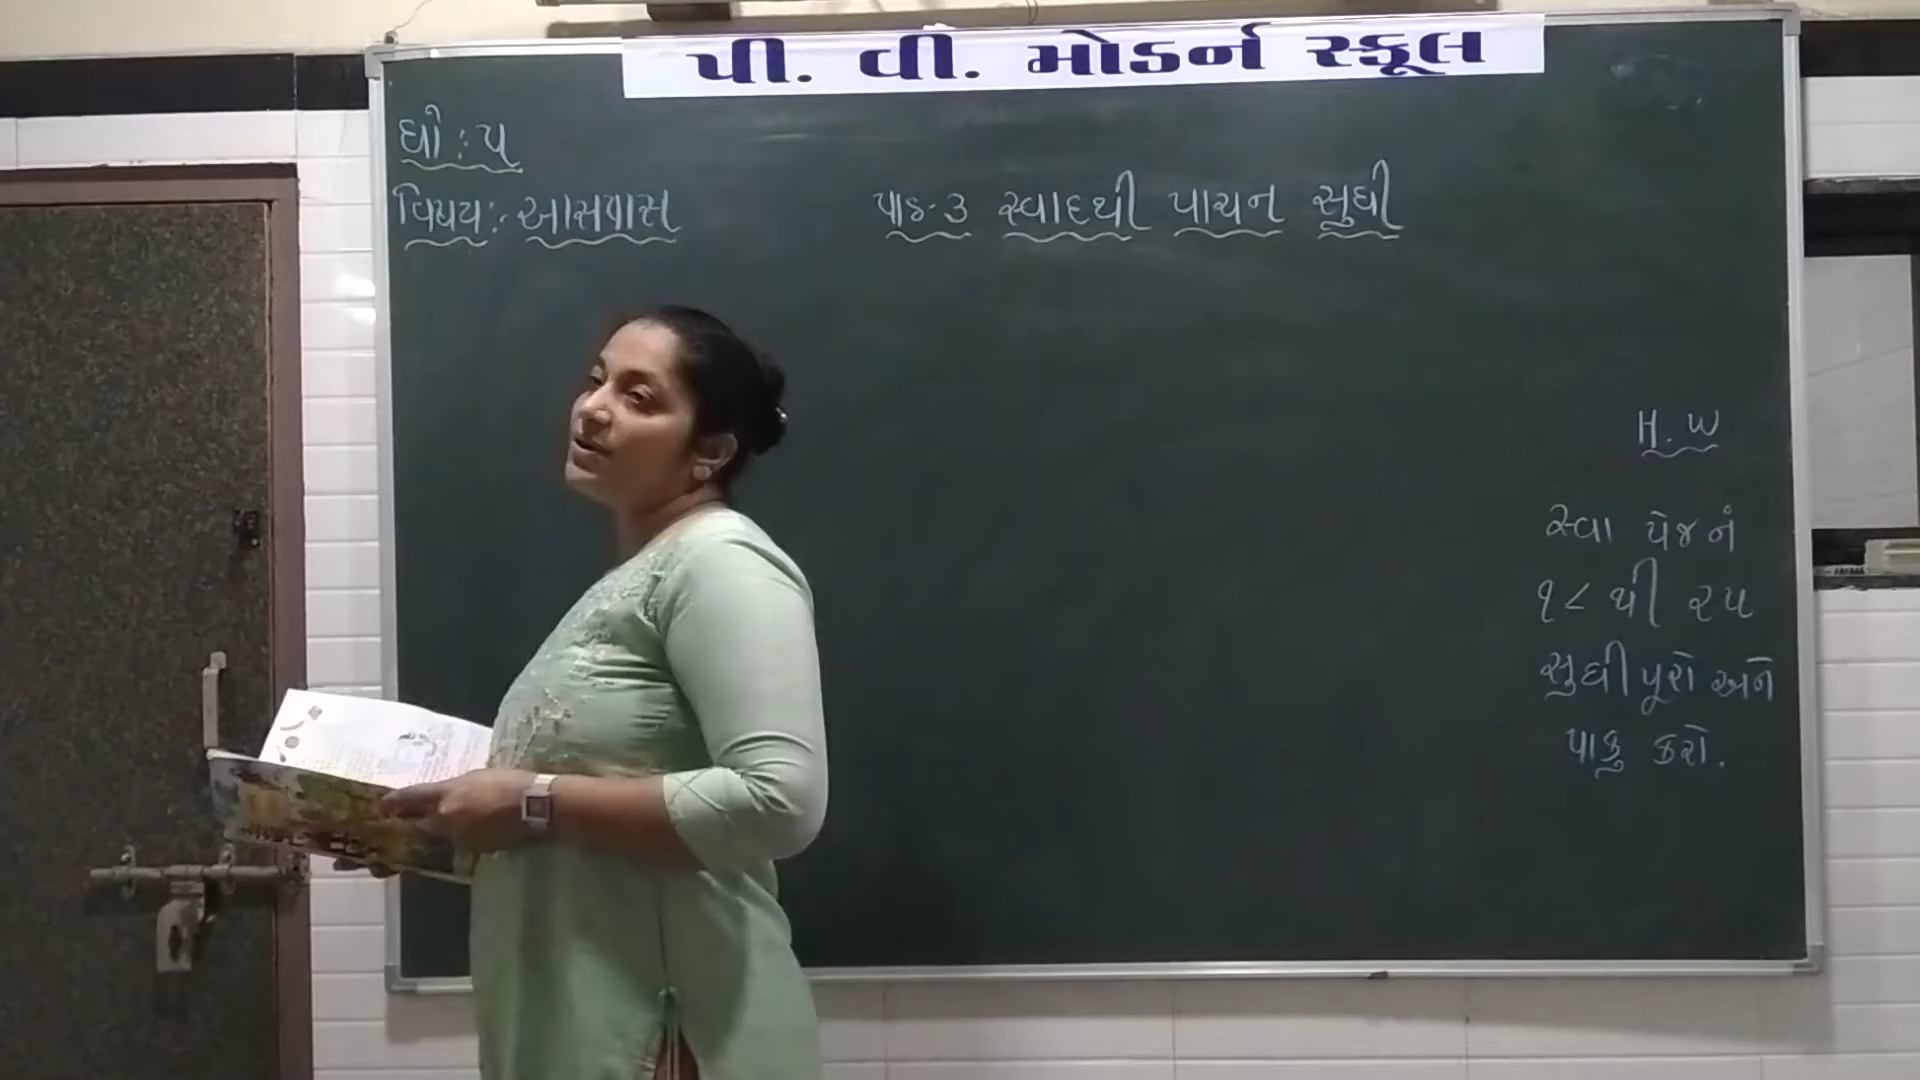 પી. વી. મોડર્ન સ્કૂલ
ધો : ૫
વિષય :- આસપાસ
પાઠ-૩ સ્વાદથી પાચન સુધી
H. W
સ્વા પેજ નં
૧૮ થી ૨૫
સુધી પૂરો અને
પાકુ કરો.